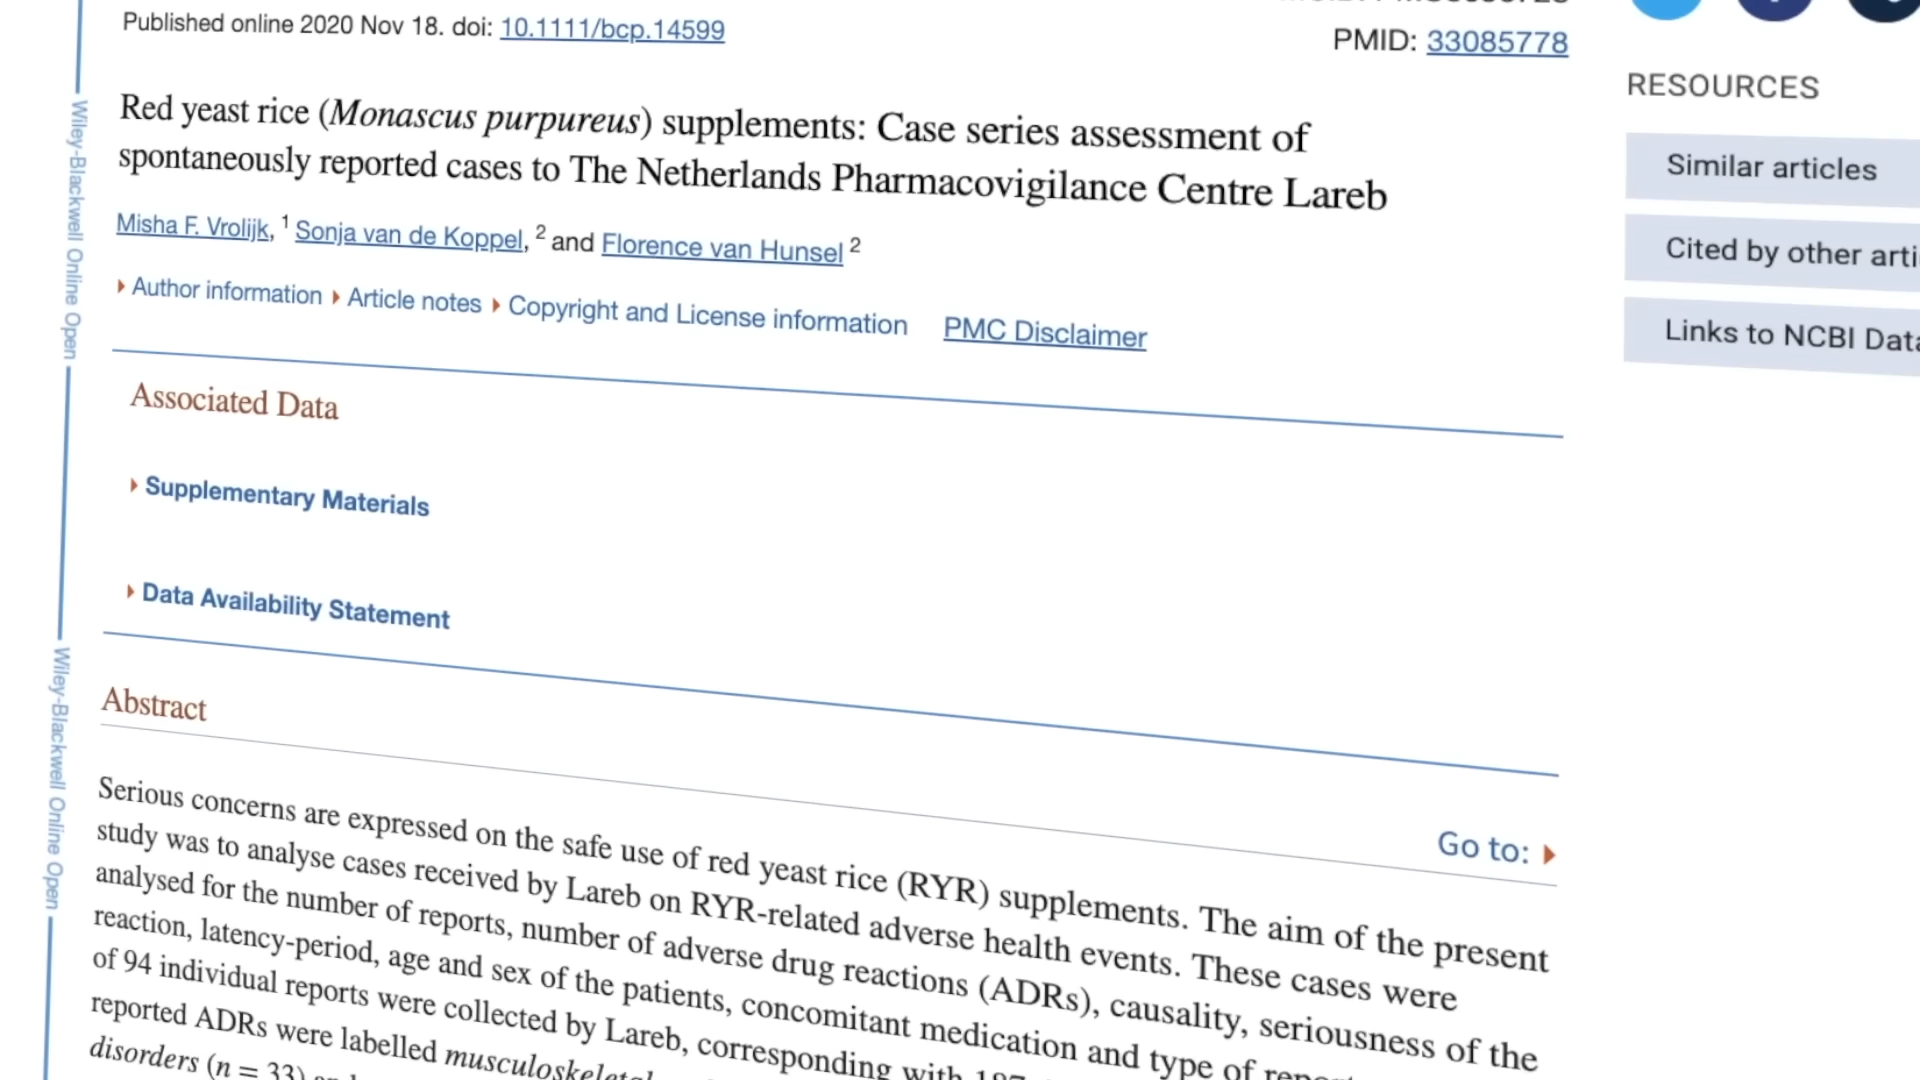 Published online 2020 Nov 18. doi: 10.1111/bcp.14599
PMID: 33085778
Red yeast rice (Monascus purpureus) supplements: Case series assessment of
spontaneously reported cases to The Netherlands Pharmacovigilance Centre Lareb
Misha F. Vrolijk, 1 Sonja van de Koppel, 2 and Florence van Hunsel 2
Author information Article notes Copyright and License information PMC Disclaimer
Associated Data
Supplementary Materials
Data Availability Statement
Abstract
Go to:
Serious concerns are expressed on the safe use of red yeast rice (RYR) supplements. The aim of the present
study was to analyse cases received by Lareb on RYR-related adverse health events. These cases were
analysed for the number of reports, number of adverse drug reactions (ADRs), causality, seriousness of the
reaction, latency-period, age and sex of the patients, concomitant medication and type of
of 94 individual reports were collected by Lareb, corresponding with
reported ADRs were labelled musculoskeletal
disorders (n = 33)
RESOURCES
Similar articles
Cited by other
Links to NCBI
Wiley-Blackwell Online Open
Wiley-Blackwell Online Open